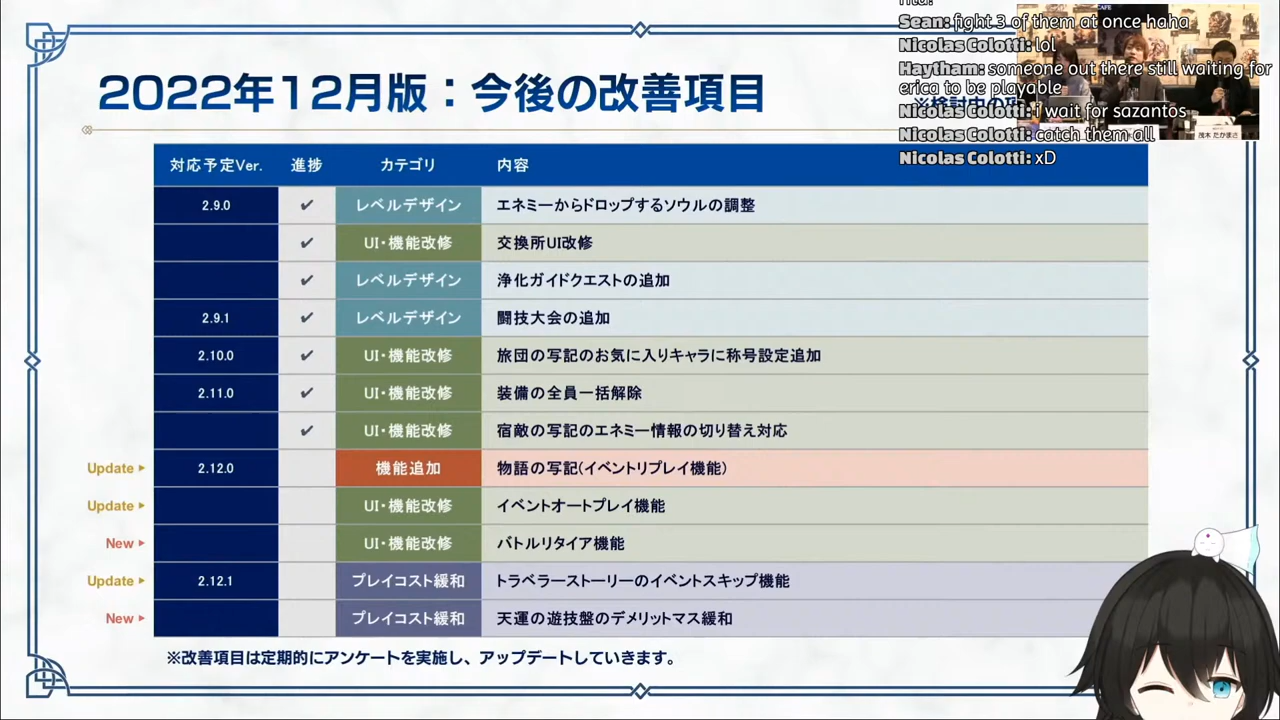 rita!
Sean: fight 3 of them at once haha
Nicolas Colotti: lol
Haytham: someone out there still waiting for
erica to be playable
Nicolas Colotti: i wait for sazantos
Nicolas Colotti: catch them all
Nicolas Colotti: xD
CAFE
茂木 たかまさ
2022年12月版：今後の改善項目
※検討中の項
対応予定Ver. 進捗 カテゴリ 内容
2.9.0 ✔ レベルデザイン エネミーからドロップするソウルの調整
✔ UI・機能改修 交換所UI改修
✔ レベルデザイン 浄化ガイドクエストの追加
2.9.1 ✔ レベルデザイン 闘技大会の追加
2.10.0 ✔ UI・機能改修 旅団の写記のお気に入りキャラに称号設定追加
2.11.0 ✔ UI・機能改修 装備の全員一括解除
✔ UI・機能改修 宿敵の写記のエネミー情報の切り替え対応
Update ▸ 2.12.0 機能追加 物語の写記(イベントリプレイ機能)
Update ▸ UI・機能改修 イベントオートプレイ機能
New ▸ UI・機能改修 バトルリタイア機能
Update ▸ 2.12.1 プレイコスト緩和 トラベラーストーリーのイベントスキップ機能
New ▸ プレイコスト緩和 天運の遊技盤のデメリットマス緩和
※改善項目は定期的にアンケートを実施し、アップデートしていきます。